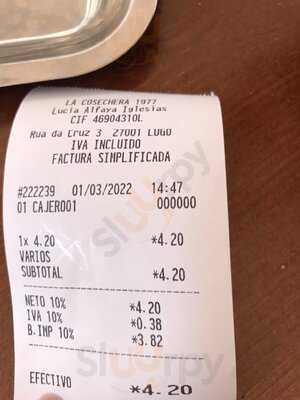 LA COSECHERA 1977
Lucia Alfaya Iglesias
CIF 46904310L
Rua da Cruz 3 27001 LUGO
IVA INCLUIDO
FACTURA SIMPLIFICADA
#222239 01/03/2022 14:47
01 CAJERO01 000000
1x 4.20 *4.20
VARIOS
SUBTOTAL *4.20
NETO 10% *4.20
IVA 10% *0.38
B.IMP 10% *3.82
EFECTIVO *4.20
Sluurpy
Sluurpy